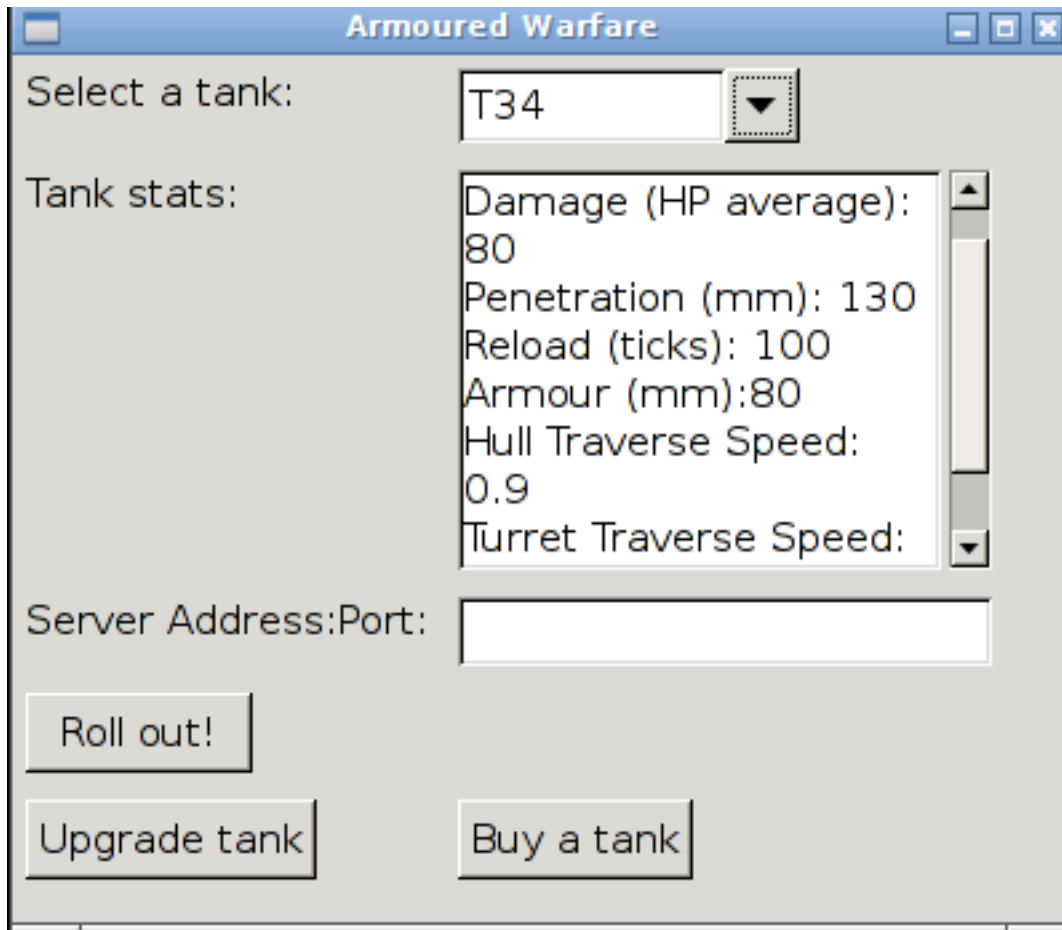 Armoured Warfare
Select a tank:
T34
Tank stats:
Damage (HP average):
80
Penetration (mm): 130
Reload (ticks): 100
Armour (mm):80
Hull Traverse Speed:
0.9
Turret Traverse Speed:
Server Address:Port:
Roll out!
Upgrade tank
Buy a tank